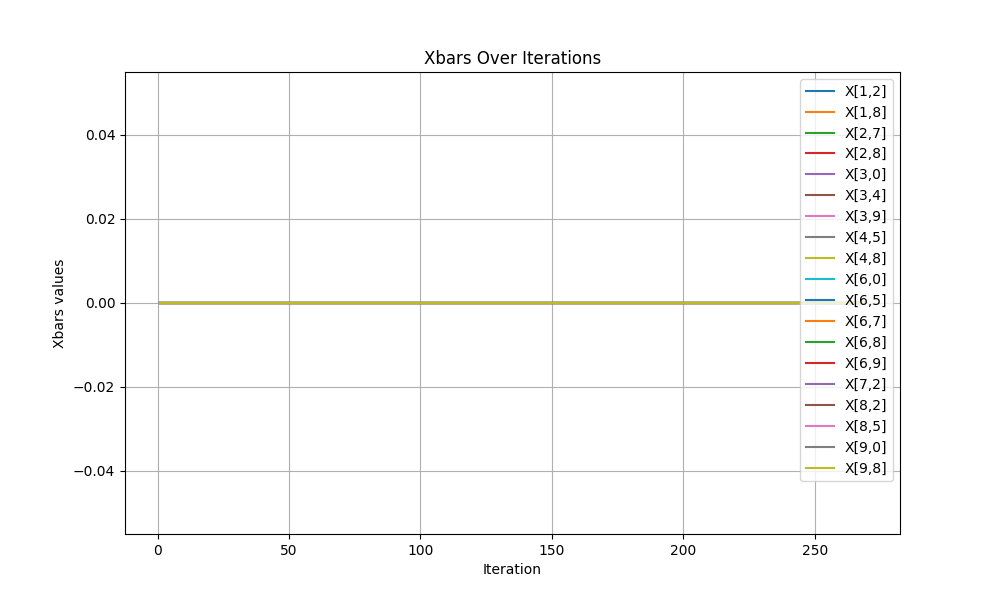 Xbars Over Iterations
Xbars values
0.04
0.02
0.00
−0.02
−0.04
0 50 100 150 200 250
Iteration
X[1,2]
X[1,8]
X[2,7]
X[2,8]
X[3,0]
X[3,4]
X[3,9]
X[4,5]
X[4,8]
X[6,0]
X[6,5]
X[6,7]
X[6,8]
X[6,9]
X[7,2]
X[8,2]
X[8,5]
X[9,0]
X[9,8]